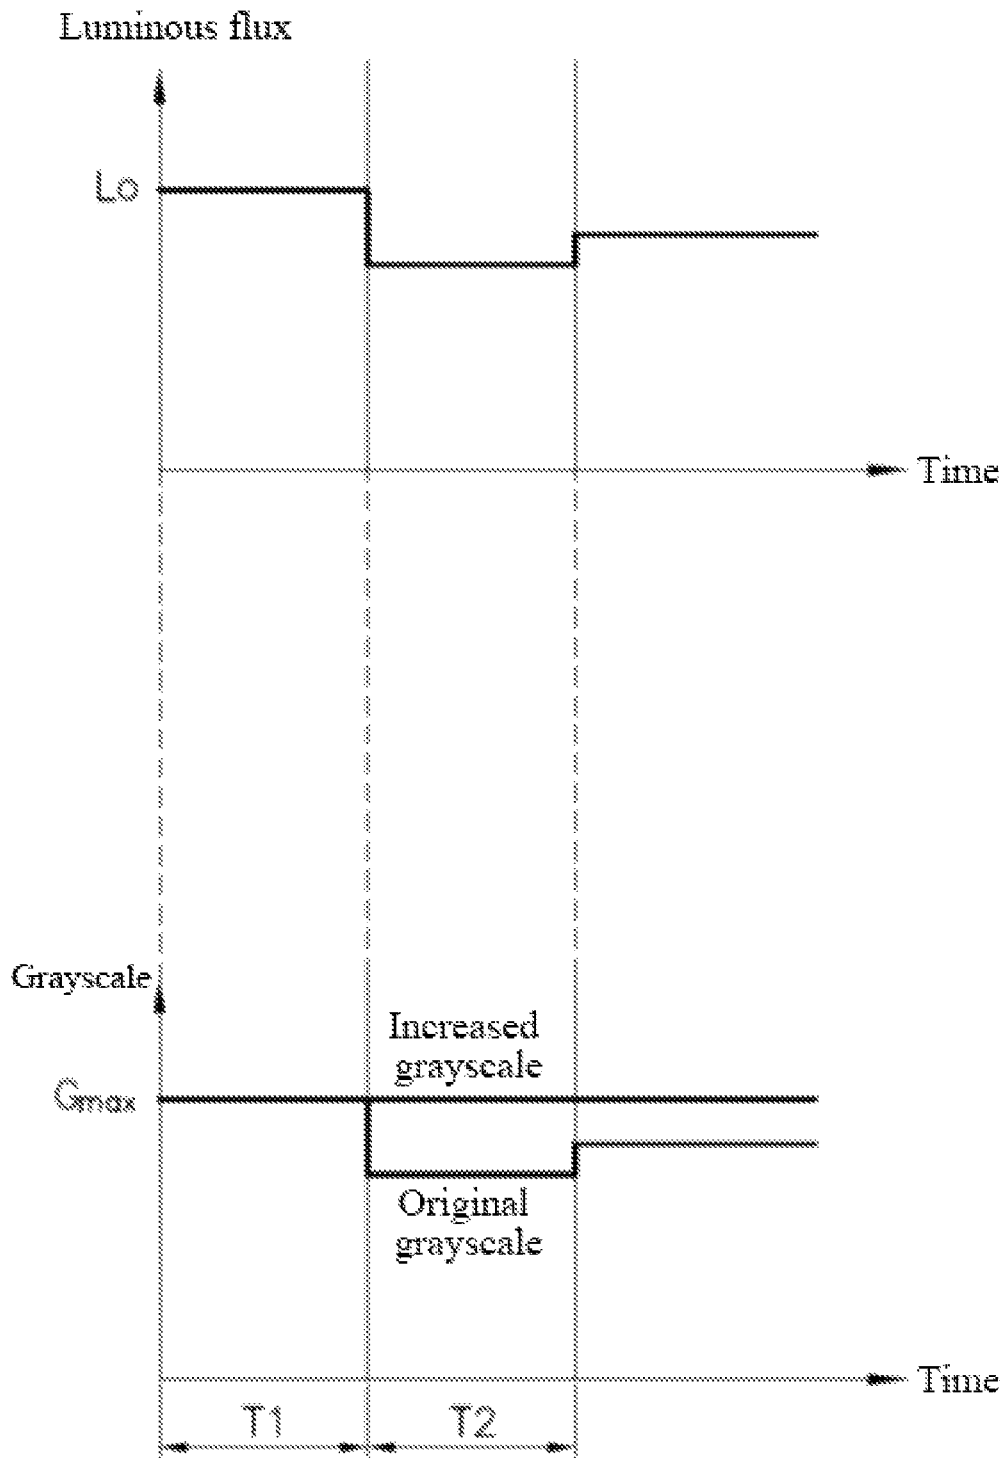 Luminous flux
Lo
Time
Grayscale
Increased
grayscale
Gmax
Original
grayscale
Time
T1
T2